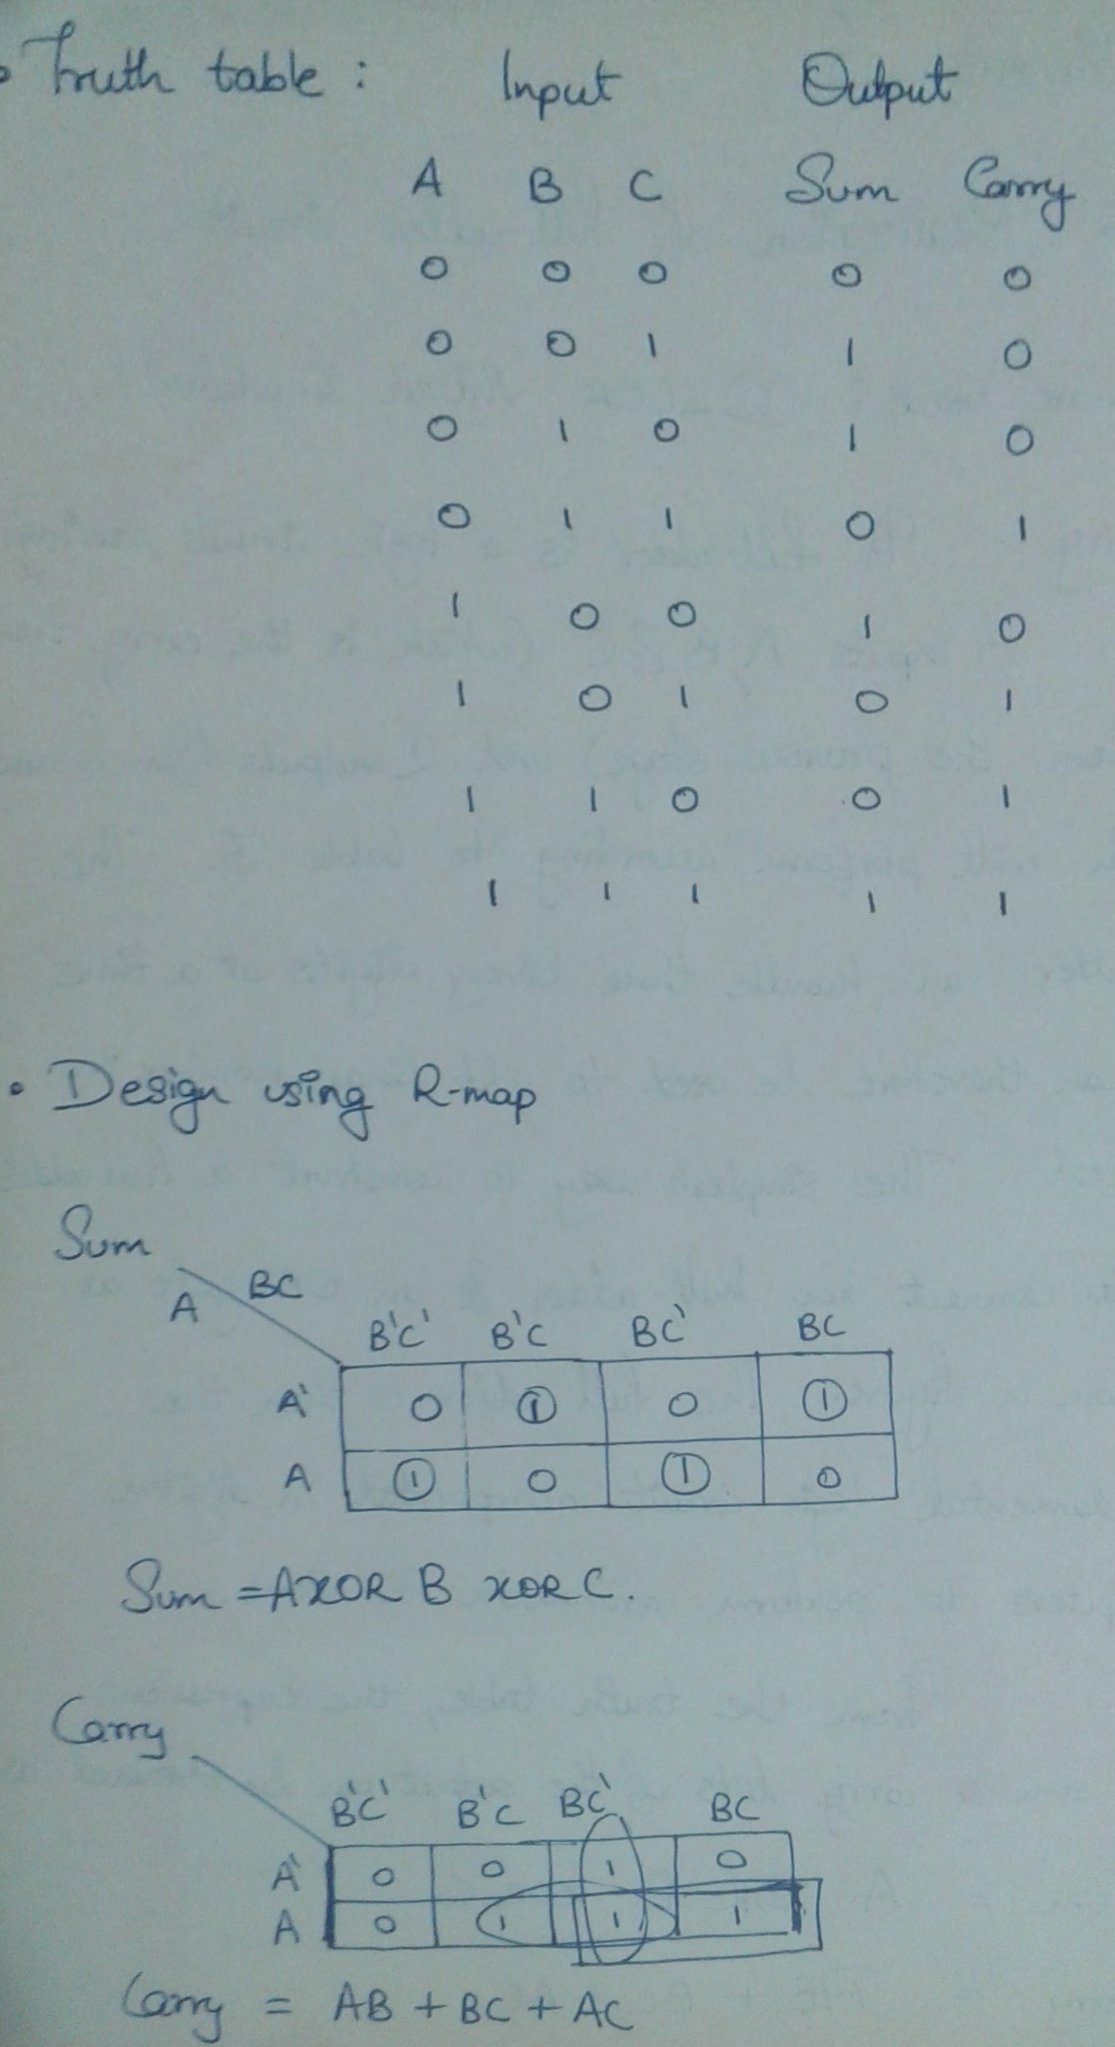 • Truth table : Input Output
A B C Sum Carry
0 0 0 0 0
0 0 1 1 0
0 1 0 1 0
0 1 1 0 1
1 0 0 1 0
1 0 1 0 1
1 1 0 0 1
1 1 1 1 1
• Design using K-map
Sum
A BC
B'C' B'C BC' BC
A' 0 1 0 1
A 1 0 1 0
Sum = A XOR B XOR C.
Carry
B'C' B'C BC' BC
A' 0 0 1 0
A 0 1 1 1
Carry = AB + BC + AC